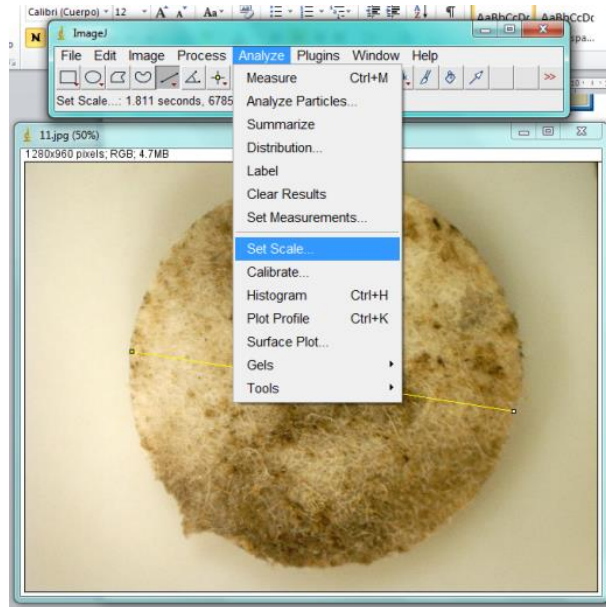 Calibri (Cuerpo) 12 A A Aa
AaBbCcDc AaBbCcDc
N
ImageJ
File Edit Image Process Analyze Plugins Window Help
Set Scale...: 1.811 seconds, 6785
Measure Ctrl+M
Analyze Particles...
Summarize
Distribution...
Label
Clear Results
Set Measurements...
Set Scale...
Calibrate...
Histogram Ctrl+H
Plot Profile Ctrl+K
Surface Plot...
Gels
Tools
11.jpg (50%)
1280x960 pixels; RGB; 4.7MB